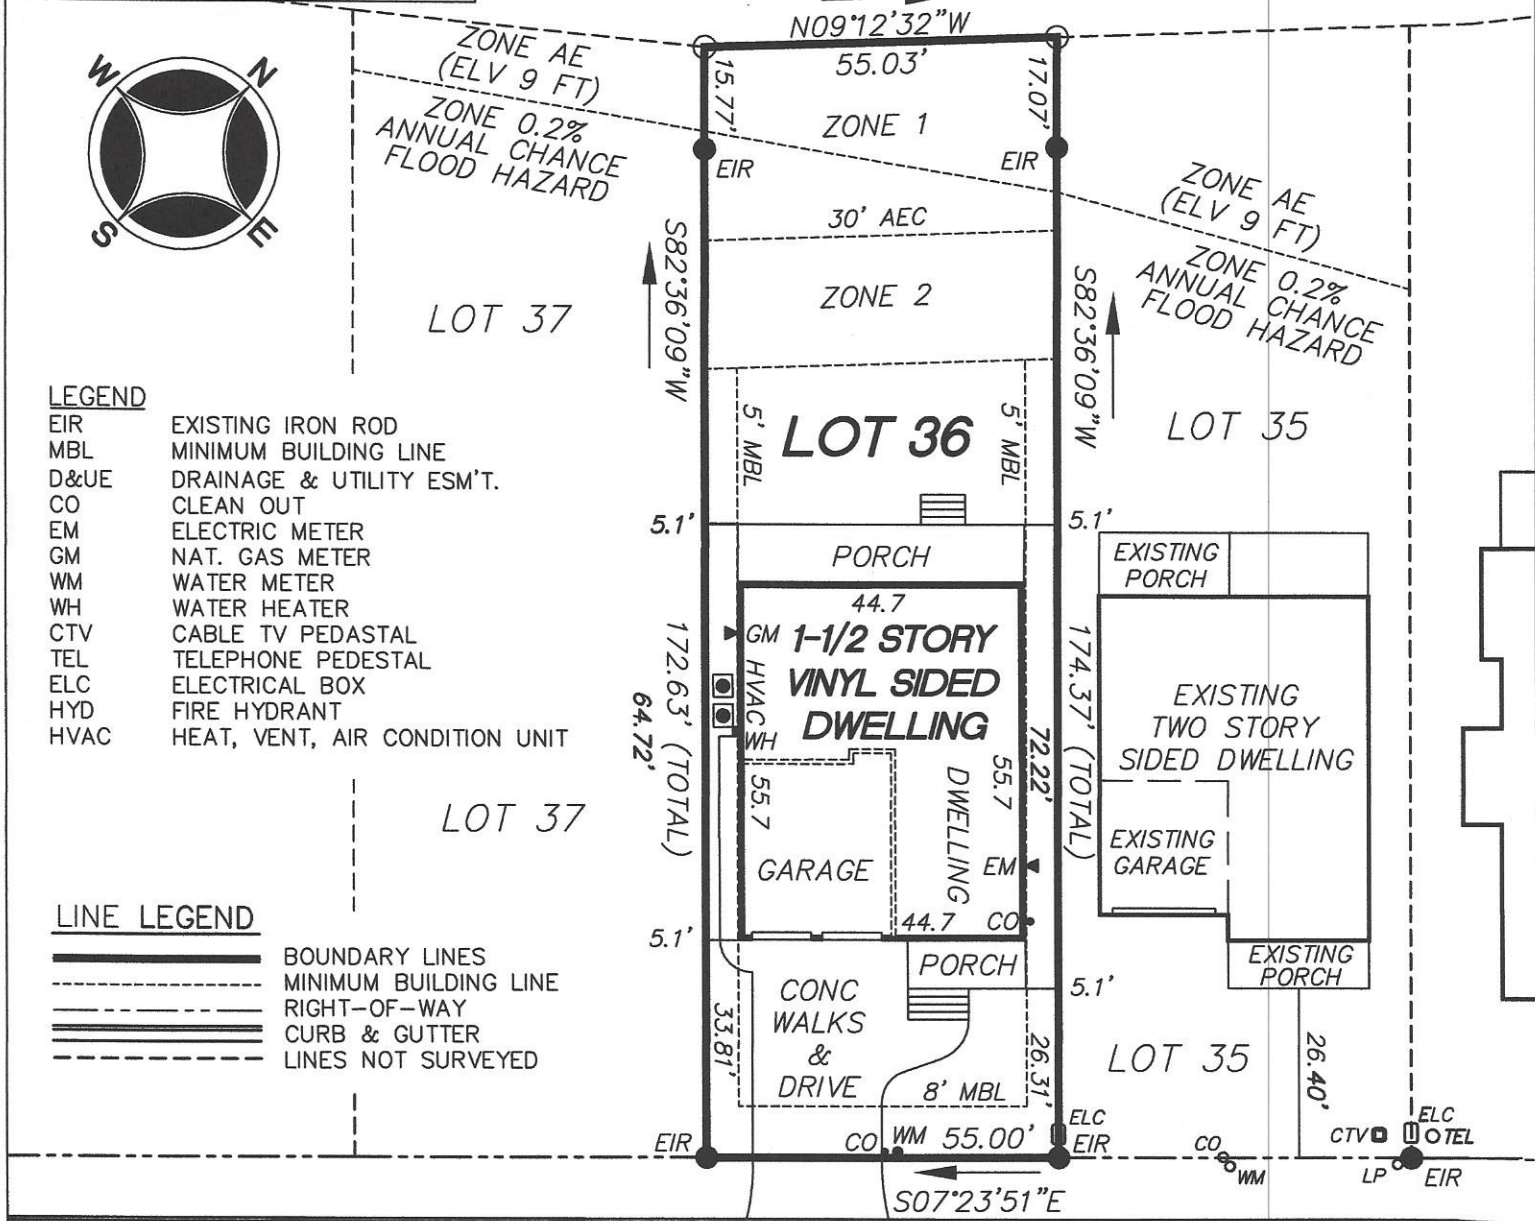 N09°12'32"W
55.03'
15.77'
17.07'
ZONE AE
(ELV 9 FT)
ZONE 0.2%
ANNUAL CHANCE
FLOOD HAZARD
W
N
S
E
ZONE 1
EIR
EIR
30' AEC
ZONE 2
ZONE AE
(ELV 9 FT)
ZONE 0.2%
ANNUAL CHANCE
FLOOD HAZARD
S82°36'09"W
S82°36'09"W
LOT 37
LOT 36
LOT 35
5' MBL
5' MBL
LEGEND
EIR EXISTING IRON ROD
MBL MINIMUM BUILDING LINE
D&UE DRAINAGE & UTILITY ESM'T.
CO CLEAN OUT
EM ELECTRIC METER
GM NAT. GAS METER
WM WATER METER
WH WATER HEATER
CTV CABLE TV PEDASTAL
TEL TELEPHONE PEDESTAL
ELC ELECTRICAL BOX
HYD FIRE HYDRANT
HVAC HEAT, VENT, AIR CONDITION UNIT
5.1'
5.1'
PORCH
44.7
GM
1-1/2 STORY
VINYL SIDED
DWELLING
HVAC
WH
172.63' (TOTAL)
64.72'
55.7
55.7
72.22'
174.37' (TOTAL)
DWELLING
GARAGE
EM
44.7
CO
EXISTING
PORCH
EXISTING
TWO STORY
SIDED DWELLING
EXISTING
GARAGE
EXISTING
PORCH
LOT 37
5.1'
PORCH
5.1'
CONC
WALKS
&
DRIVE
33.81'
26.31'
8' MBL
LOT 35
26.40'
LINE LEGEND
BOUNDARY LINES
MINIMUM BUILDING LINE
RIGHT-OF-WAY
CURB & GUTTER
LINES NOT SURVEYED
EIR
CO
WM
55.00'
ELC
EIR
CO
WM
CTV
ELC
TEL
LP
EIR
S07°23'51"E